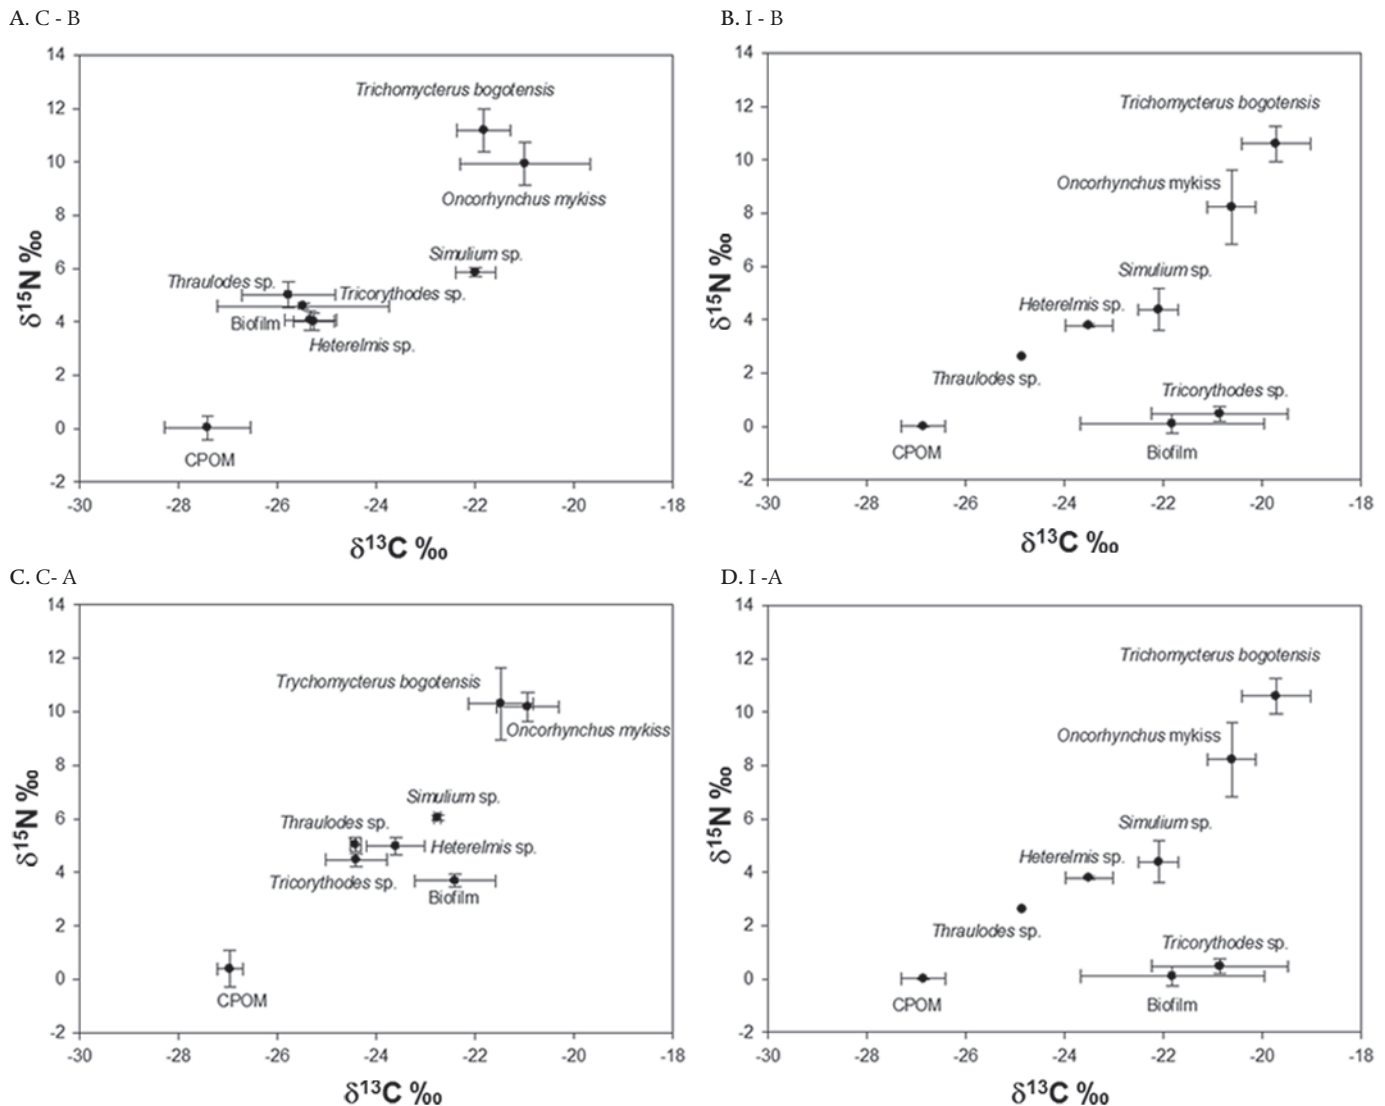 A. C - B
14
12
10
8
6
4
2
0
-2
Trichomycterus bogotensis
Oncorhynchus mykiss
Simulium sp.
Thraulodes sp.
Tricorythodes sp.
Biofilm
Heterelmis sp.
CPOM
-30 -28 -26 -24 -22 -20 -18
δ15N ‰
δ13C ‰
B. I - B
14
12
10
8
6
4
2
0
-2
Trichomycterus bogotensis
Oncorhynchus mykiss
Simulium sp.
Heterelmis sp.
Thraulodes sp.
Tricorythodes sp.
CPOM
Biofilm
-30 -28 -26 -24 -22 -20 -18
δ15N ‰
δ13C ‰
C. C- A
14
12
10
8
6
4
2
0
-2
Trychomycterus bogotensis
Oncorhynchus mykiss
Simulium sp.
Thraulodes sp.
Heterelmis sp.
Tricorythodes sp.
Biofilm
CPOM
-30 -28 -26 -24 -22 -20 -18
δ15N ‰
δ13C ‰
D. I -A
14
12
10
8
6
4
2
0
-2
Trichomycterus bogotensis
Oncorhynchus mykiss
Simulium sp.
Heterelmis sp.
Thraulodes sp.
Tricorythodes sp.
CPOM
Biofilm
-30 -28 -26 -24 -22 -20 -18
δ15N ‰
δ13C ‰